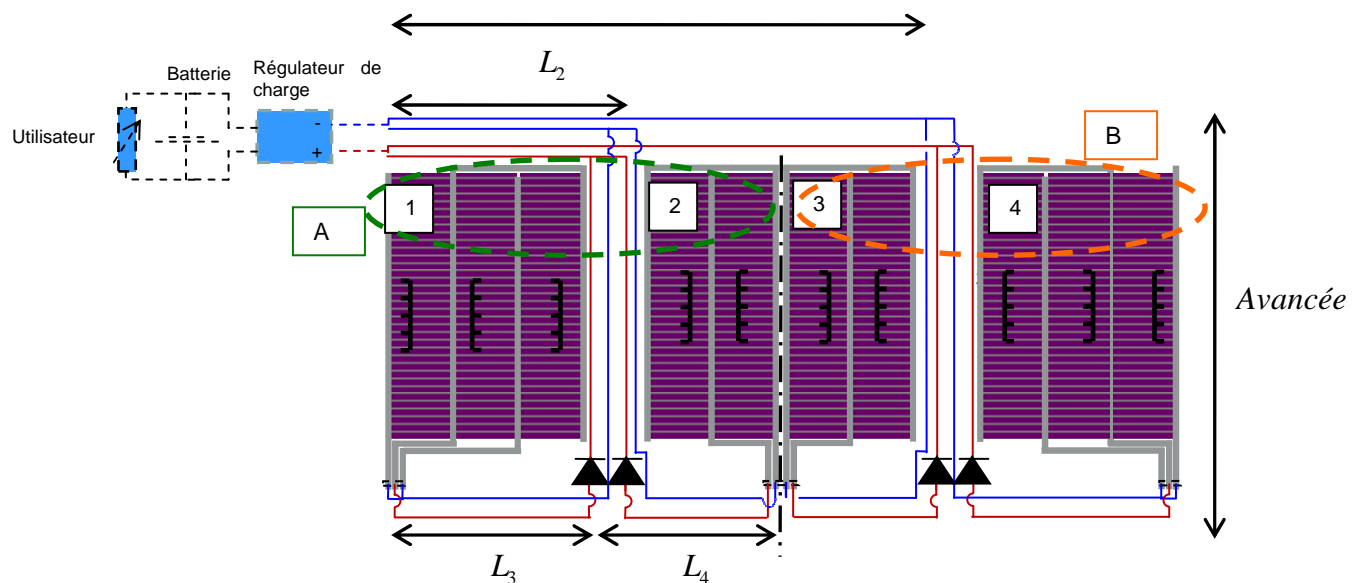 L₂
Batterie
Régulateur de
charge
Utilisateur
-
+
B
1
2
3
4
A
Avancée
L₃
L₄